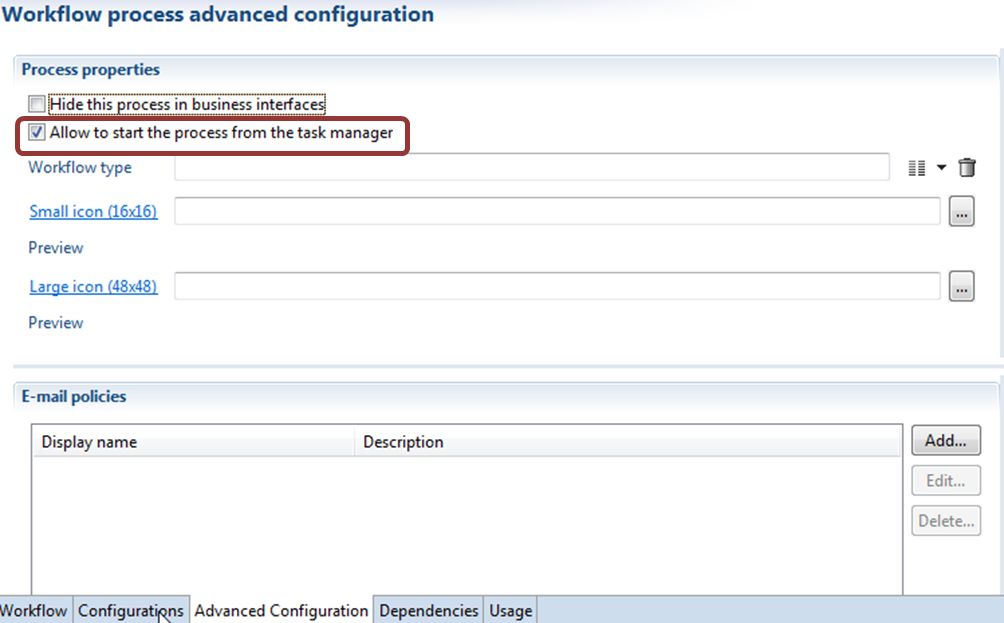 Workflow process advanced configuration
Process properties
Hide this process in business interfaces
Allow to start the process from the task manager
Workflow type
Small icon (16x16)
...
Preview
Large icon (48x48)
...
Preview
E-mail policies
Display name Description
Add...
Edit...
Delete...
Workflow Configurations Advanced Configuration Dependencies Usage